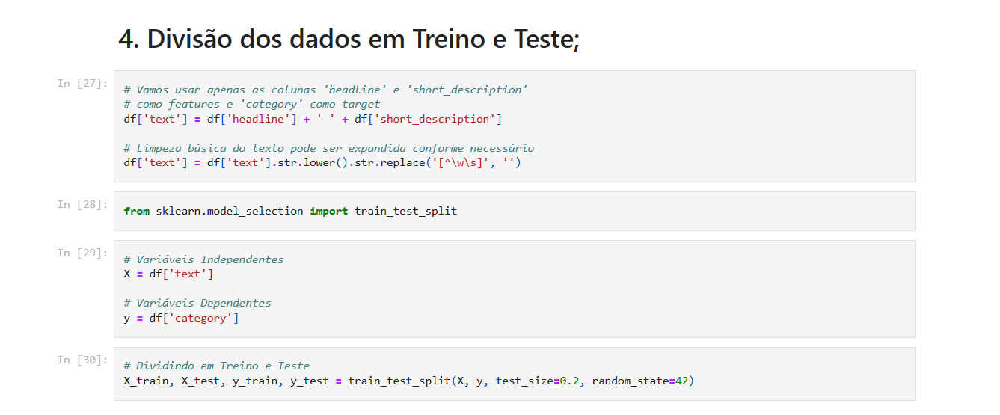 4. Divisão dos dados em Treino e Teste;
In [27]:
# Vamos usar apenas as colunas 'headline' e 'short_description'
# como features e 'category' como target
df['text'] = df['headline'] + ' ' + df['short_description']
# Limpeza básica do texto pode ser expandida conforme necessário
df['text'] = df['text'].str.lower().str.replace('[^\w\s]', '')
In [28]:
from sklearn.model_selection import train_test_split
In [29]:
# Variáveis Independentes
X = df['text']
# Variáveis Dependentes
y = df['category']
In [30]:
# Dividindo em Treino e Teste
X_train, X_test, y_train, y_test = train_test_split(X, y, test_size=0.2, random_state=42)